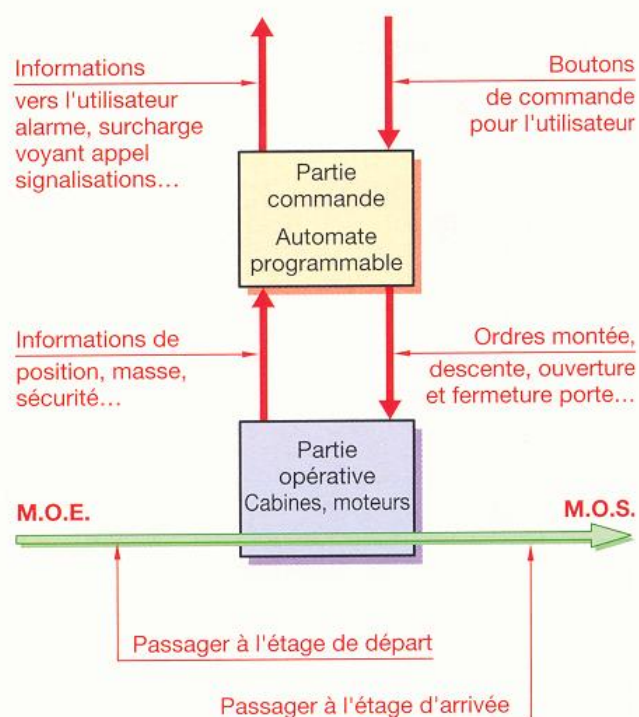 Informations
vers l'utilisateur
alarme, surcharge
voyant appel
signalisations...
Boutons
de commande
pour l'utilisateur
Partie
commande
Automate
programmable
Informations de
position, masse,
sécurité...
Ordres montée,
descente, ouverture
et fermeture porte...
Partie
opérative
Cabines, moteurs
M.O.E.
M.O.S.
Passager à l'étage de départ
Passager à l'étage d'arrivée